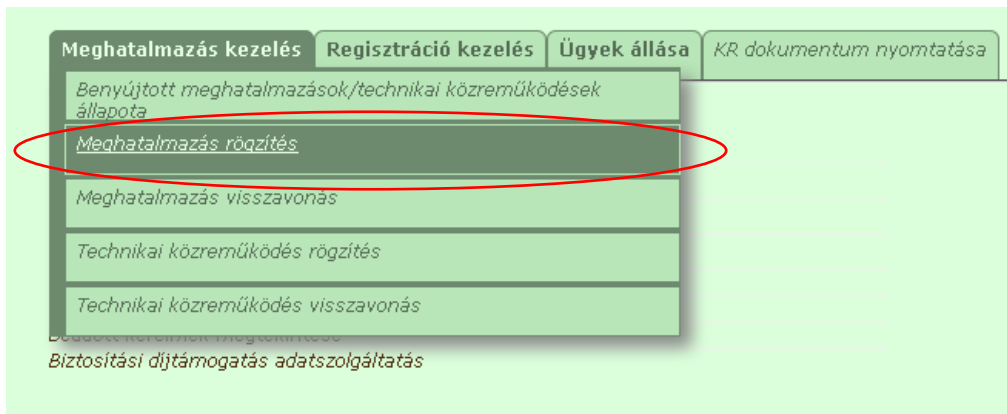 Meghatalmazás kezelés Regisztráció kezelés Ügyek állása KR dokumentum nyomtatása
Benyújtott meghatalmazások/technikai közreműködések
állapota
Meghatalmazás rögzítés
Meghatalmazás visszavonás
Technikai közreműködés rögzítés
Technikai közreműködés visszavonás
Biztosítási díjtámogatás adatszolgáltatás